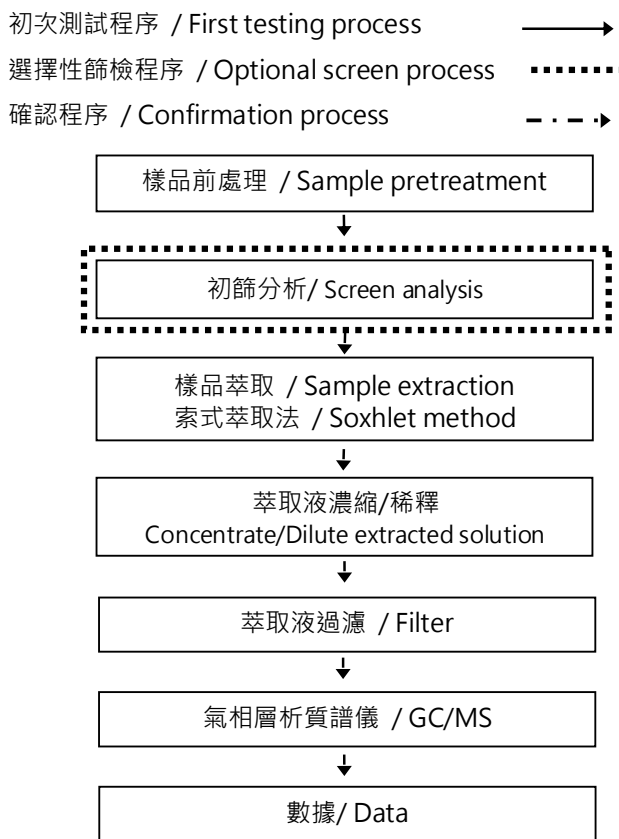 初次測試程序 / First testing process
選擇性篩檢程序 / Optional screen process
確認程序 / Confirmation process
樣品前處理 / Sample pretreatment
初篩分析/ Screen analysis
樣品萃取 / Sample extraction
索式萃取法 / Soxhlet method
萃取液濃縮/稀釋
Concentrate/Dilute extracted solution
萃取液過濾 / Filter
氣相層析質譜儀 / GC/MS
數據/ Data